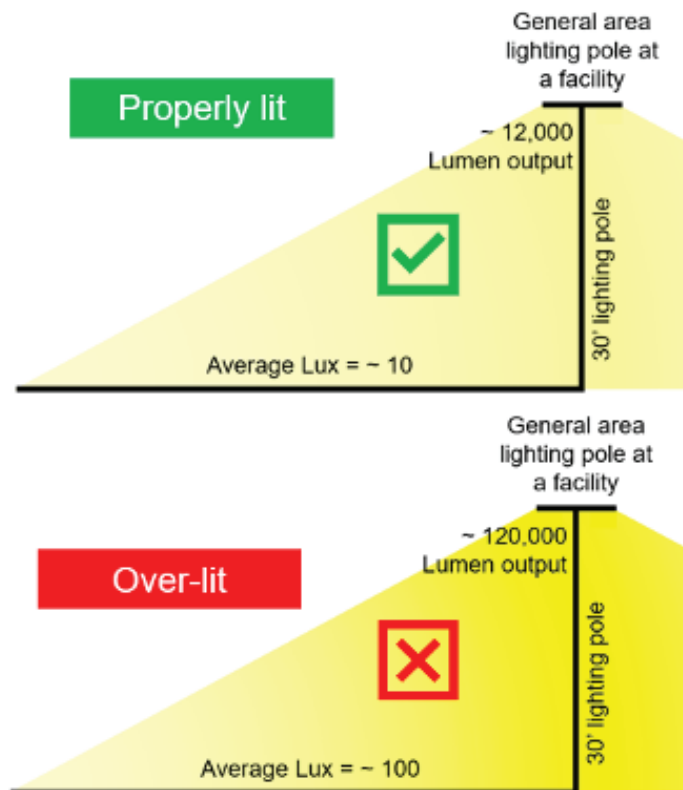 General area
lighting pole at
a facility
Properly lit
~ 12,000
Lumen output
30' lighting pole
Average Lux = ~ 10
General area
lighting pole at
a facility
~ 120,000
Lumen output
Over-lit
30' lighting pole
Average Lux = ~ 100